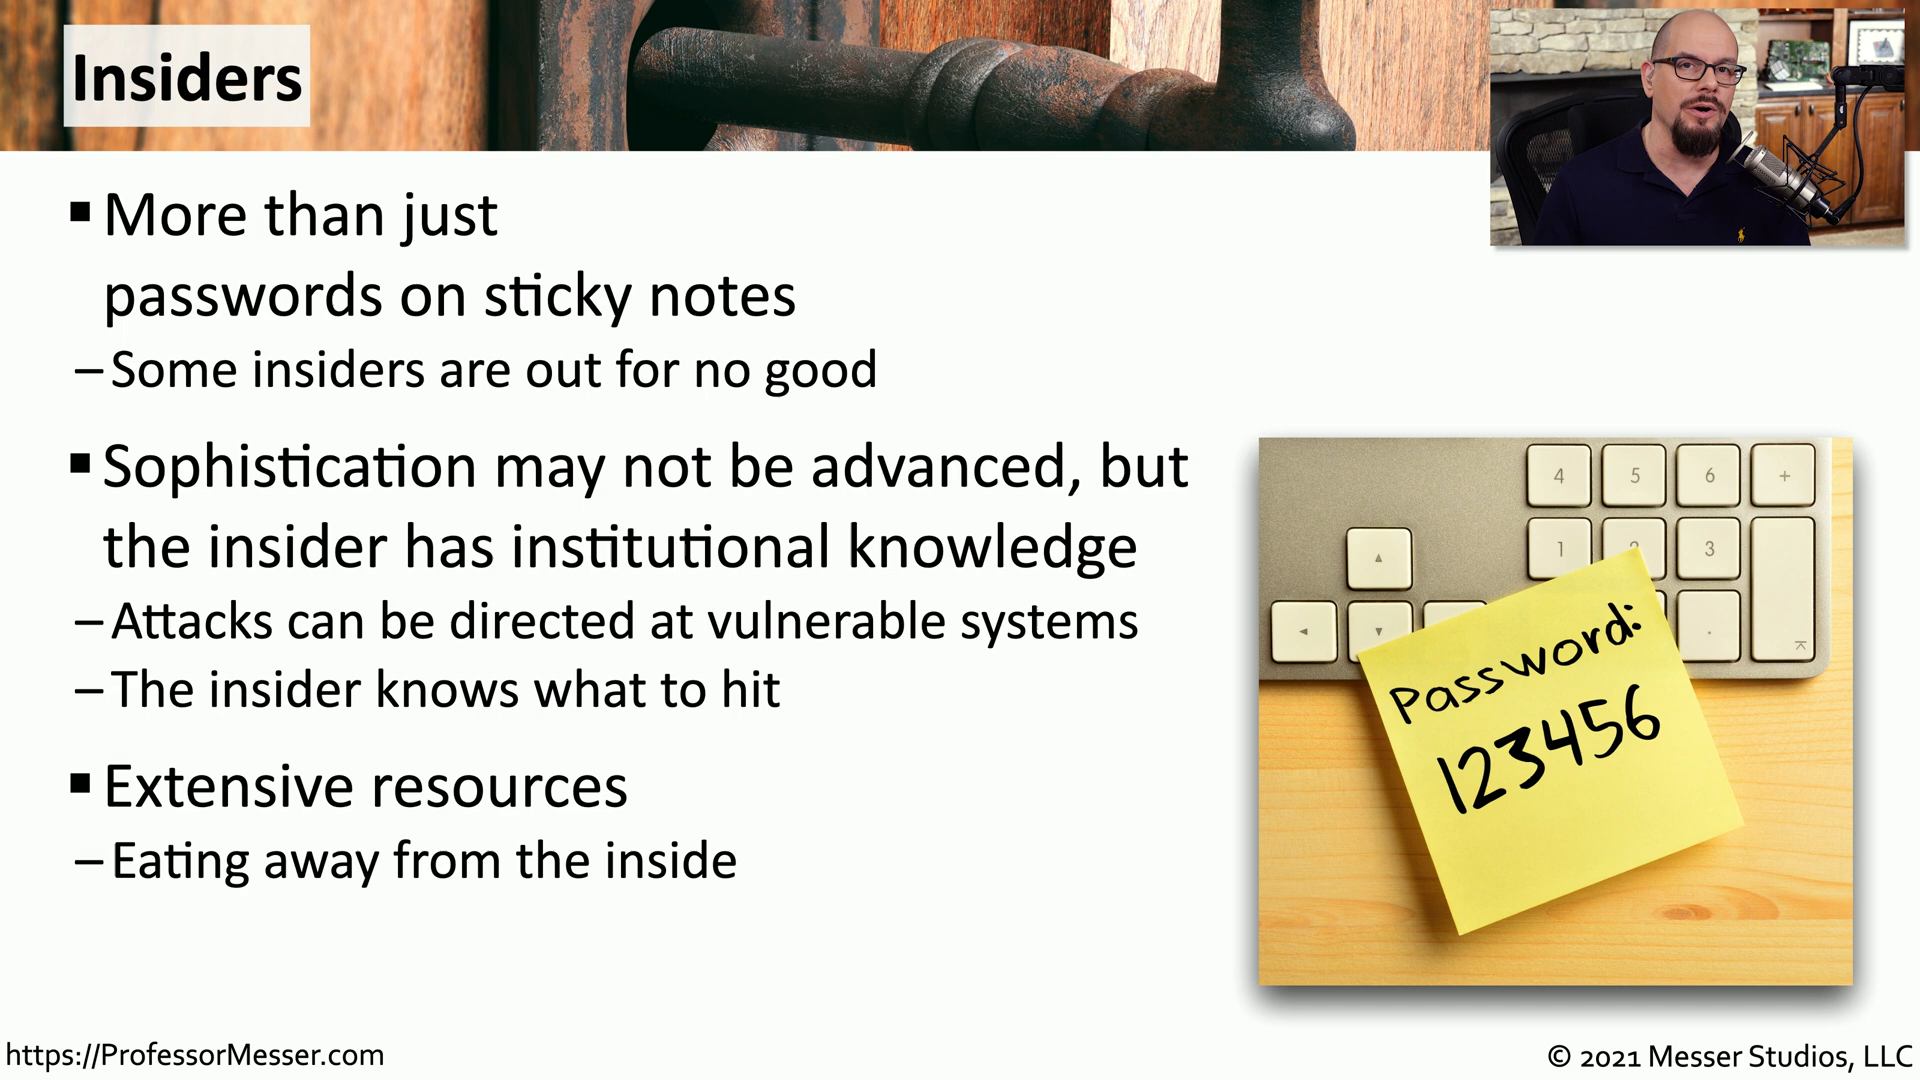 Insiders
▪ More than just
passwords on sticky notes
– Some insiders are out for no good
▪ Sophistication may not be advanced, but
the insider has institutional knowledge
– Attacks can be directed at vulnerable systems
– The insider knows what to hit
▪ Extensive resources
– Eating away from the inside
4 5 6 +
1 2 3
.
Password:
123456
https://ProfessorMesser.com
© 2021 Messer Studios, LLC